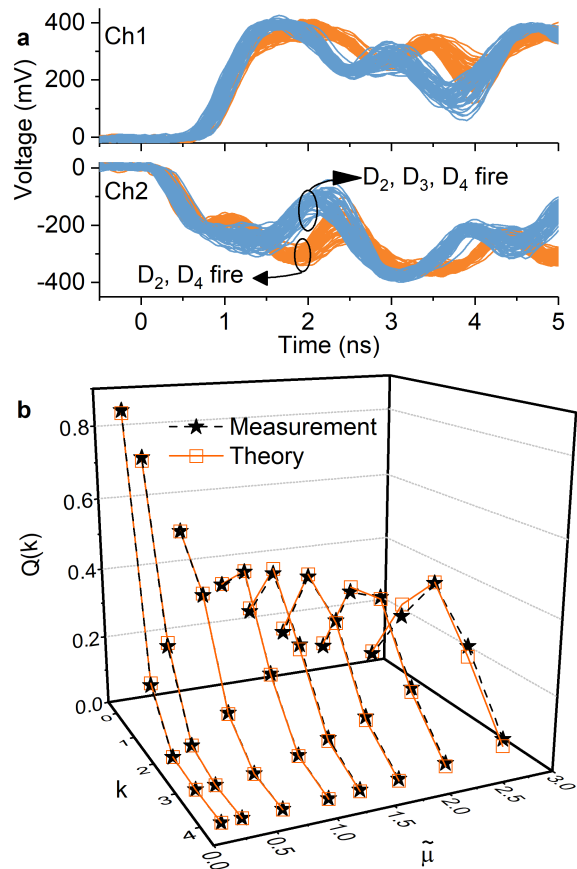 a
Ch1
400
200
0
Voltage (mV)
Ch2
0
-200
-400
D2, D3, D4 fire
D2, D4 fire
0 1 2 3 4 5
Time (ns)
b
Measurement
Theory
0.8
0.6
0.4
0.2
0.0
Q(k)
0
1
2
3
4
k
0.0 0.5 1.0 1.5 2.0 2.5 3.0
μ̃